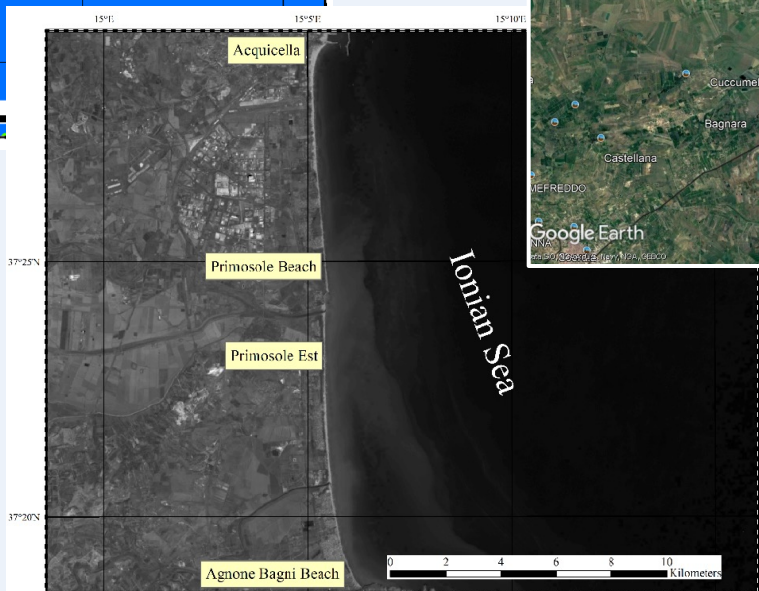 15°E
15°5'E
15°10'E
Acquicella
Cuccumel
Bagnara
Castellana
MEFREDDO
NNA
Google Earth
37°25'N
Primosole Beach
Ionian Sea
Primosole Est
37°20'N
Agnone Bagni Beach
0 2 4 6 8 10
Kilometers